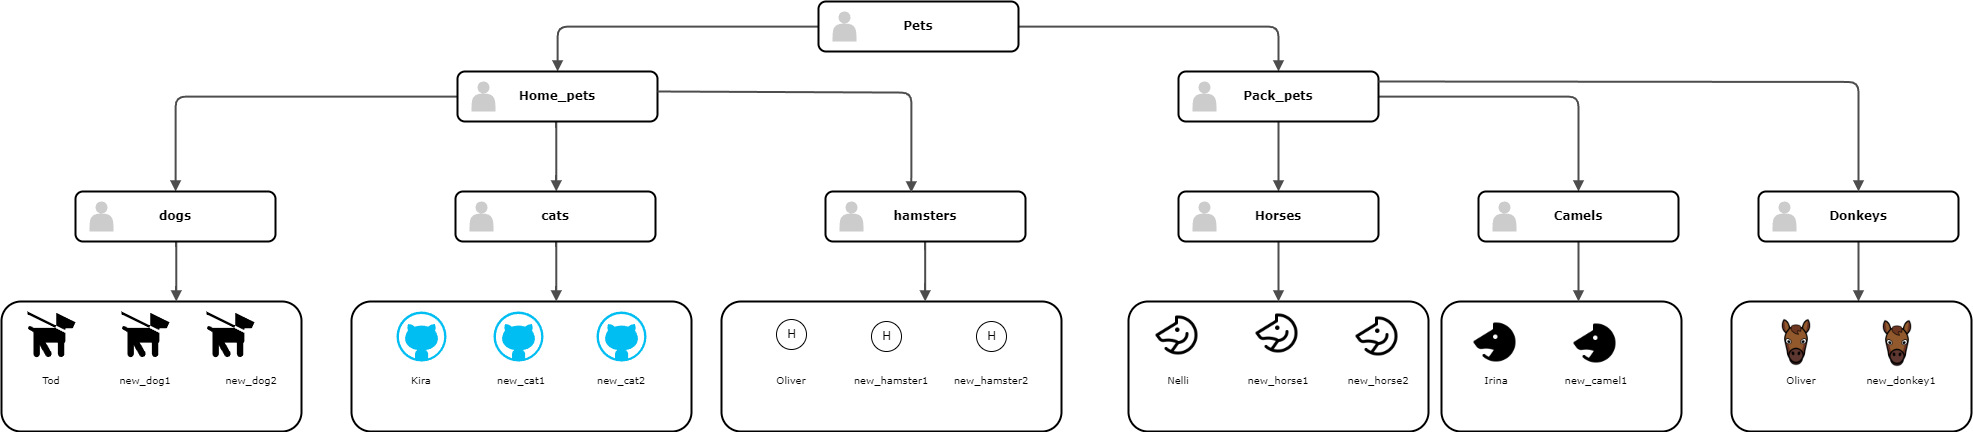 Pets
Home_pets
Pack_pets
dogs
cats
hamsters
Horses
Camels
Donkeys
H
H
H
Tod
new_dog1
new_dog2
Kira
new_cat1
new_cat2
Oliver
new_hamster1
new_hamster2
Nelli
new_horse1
new_horse2
Irina
new_camel1
Oliver
new_donkey1